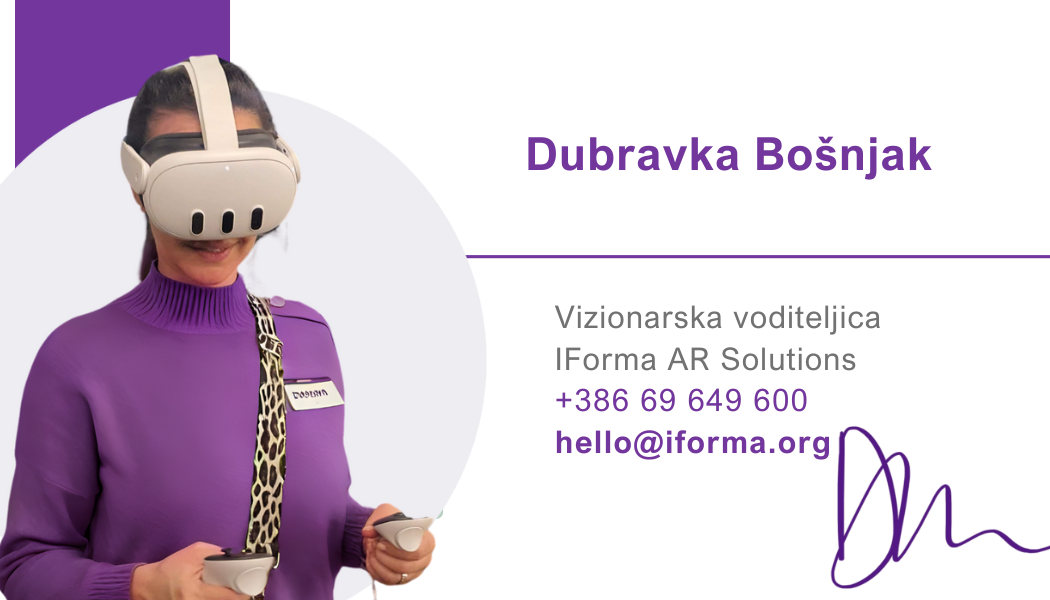 Dubravka Bošnjak
Vizionarska voditeljica
IForma AR Solutions
+386 69 649 600
hello@iforma.org